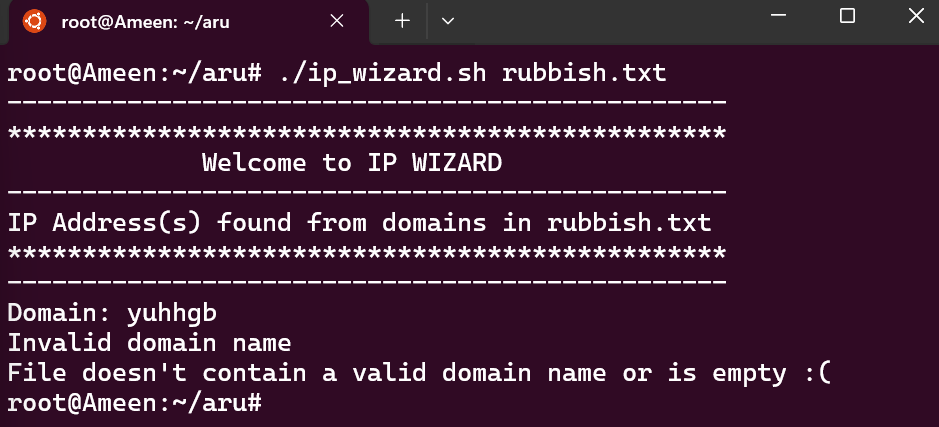 root@Ameen: ~/aru
root@Ameen:~/aru# ./ip_wizard.sh rubbish.txt
------------------------------------------------
************************************************
Welcome to IP WIZARD
------------------------------------------------
IP Address(s) found from domains in rubbish.txt
************************************************
------------------------------------------------
Domain: yuhhgb
Invalid domain name
File doesn't contain a valid domain name or is empty :(
root@Ameen:~/aru#